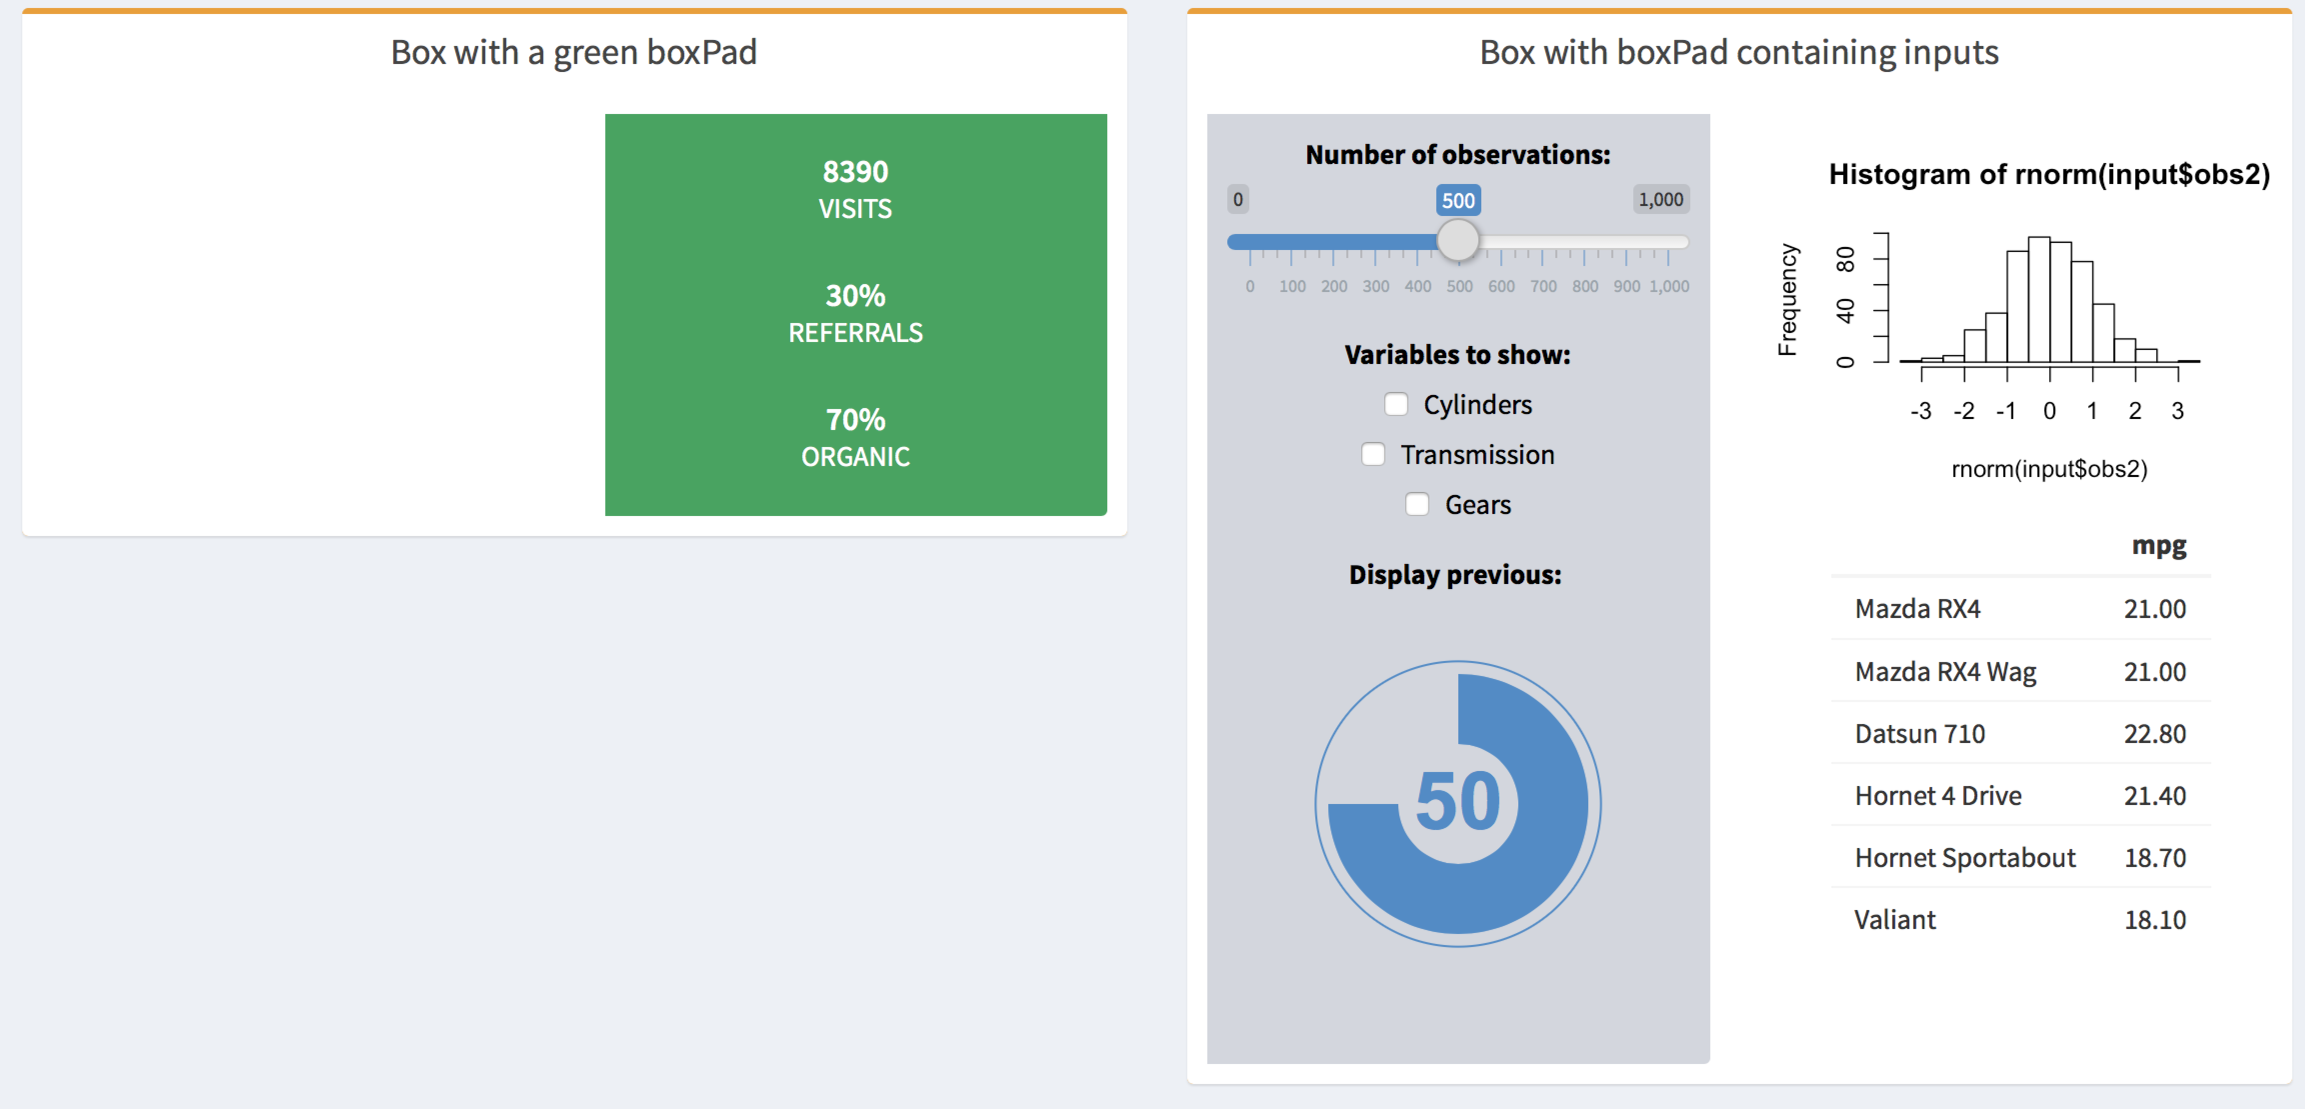 Box with a green boxPad
8390
VISITS
30%
REFERRALS
70%
ORGANIC
Box with boxPad containing inputs
Number of observations:
0 500 1,000
0 100 200 300 400 500 600 700 800 900 1,000
Variables to show:
Cylinders
Transmission
Gears
Display previous:
50
Histogram of rnorm(input$obs2)
Frequency
0 40 80
-3 -2 -1 0 1 2 3
rnorm(input$obs2)
mpg
Mazda RX4 21.00
Mazda RX4 Wag 21.00
Datsun 710 22.80
Hornet 4 Drive 21.40
Hornet Sportabout 18.70
Valiant 18.10